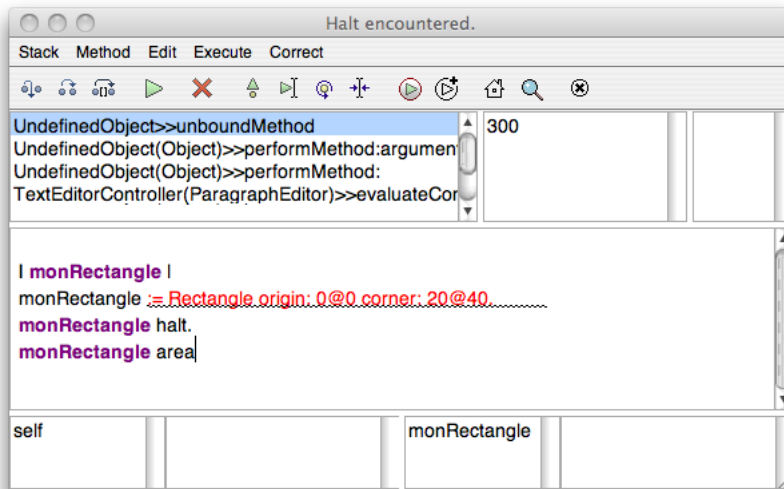 Halt encountered.
Stack Method Edit Execute Correct
UndefinedObject>>unboundMethod
UndefinedObject(Object)>>performMethod:argumen
UndefinedObject(Object)>>performMethod:
TextEditorController(ParagraphEditor)>>evaluateCor
300
| monRectangle |
monRectangle := Rectangle origin: 0@0 corner: 20@40.
monRectangle halt.
monRectangle area
self
monRectangle